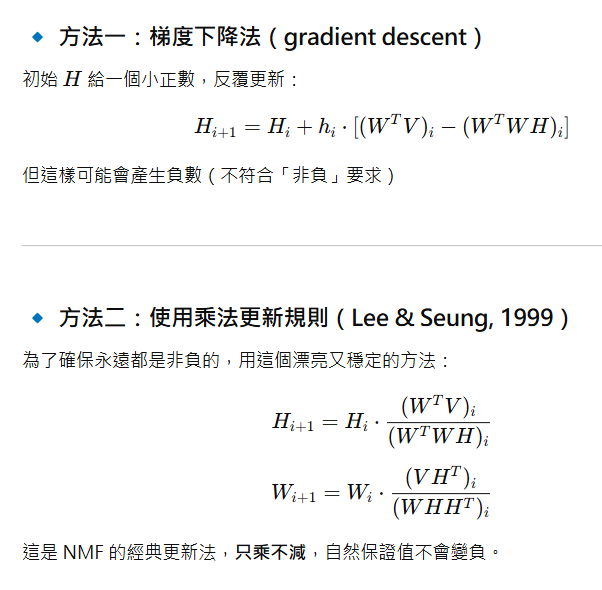 方法一：梯度下降法（gradient descent）
初始 H 給一個小正數，反覆更新：
H_{i+1} = H_i + h_i · [(W^T V)_i − (W^T W H)_i]
但這樣可能會產生負數（不符合「非負」要求）
方法二：使用乘法更新規則（Lee & Seung, 1999）
為了確保永遠都是非負的，用這個漂亮又穩定的方法：
H_{i+1} = H_i · \frac{(W^T V)_i}{(W^T W H)_i}
W_{i+1} = W_i · \frac{(V H^T)_i}{(W H H^T)_i}
這是 NMF 的經典更新法，只乘不減，自然保證值不會變負。